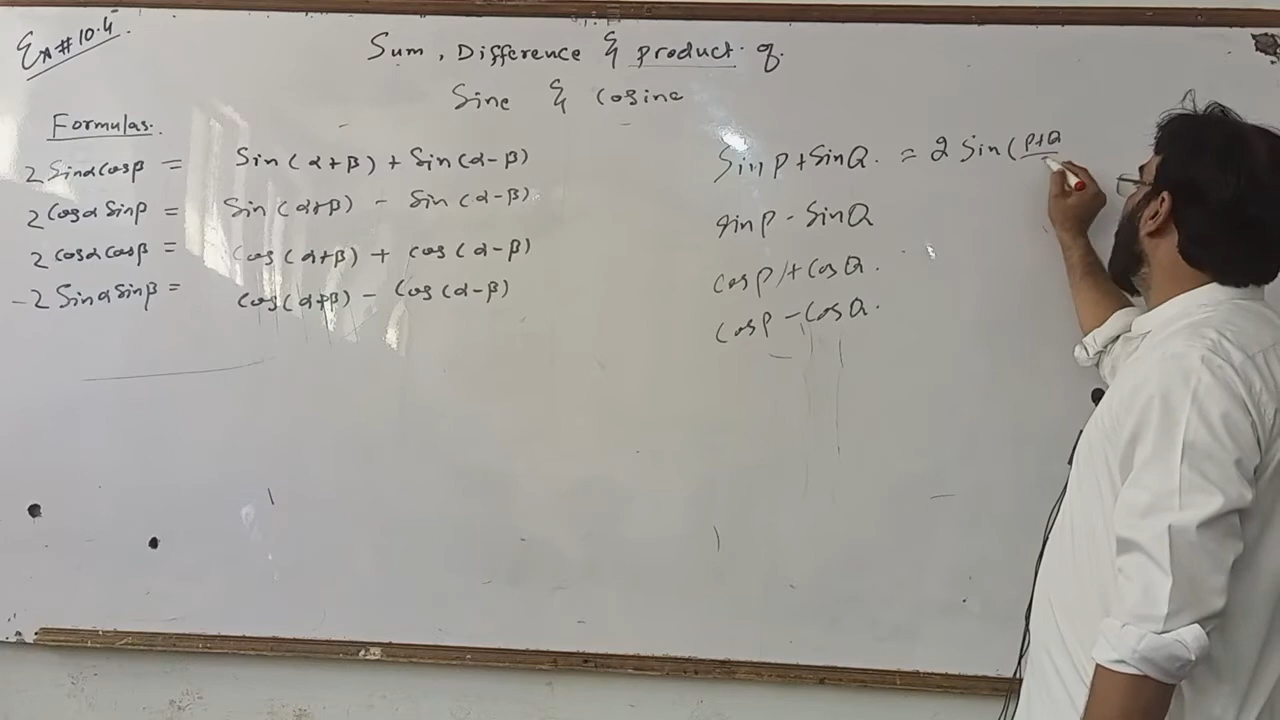 Ex#10.4.
Sum, Difference & product of
Sine & Cosine
Formulas.
2 Sinα cosβ = Sin(α+β) + Sin(α-β)
2 Cosα Sinβ = Sin(α+β) - Sin(α-β)
2 cosα cosβ = Cos(α+β) + cos(α-β)
-2 Sinα Sinβ = Cos(α+β) - Cos(α-β)
Sin P + Sin Q. = 2 Sin(P+Q
Sin P - Sin Q
Cos P + Cos Q.
Cos P - Cos Q.